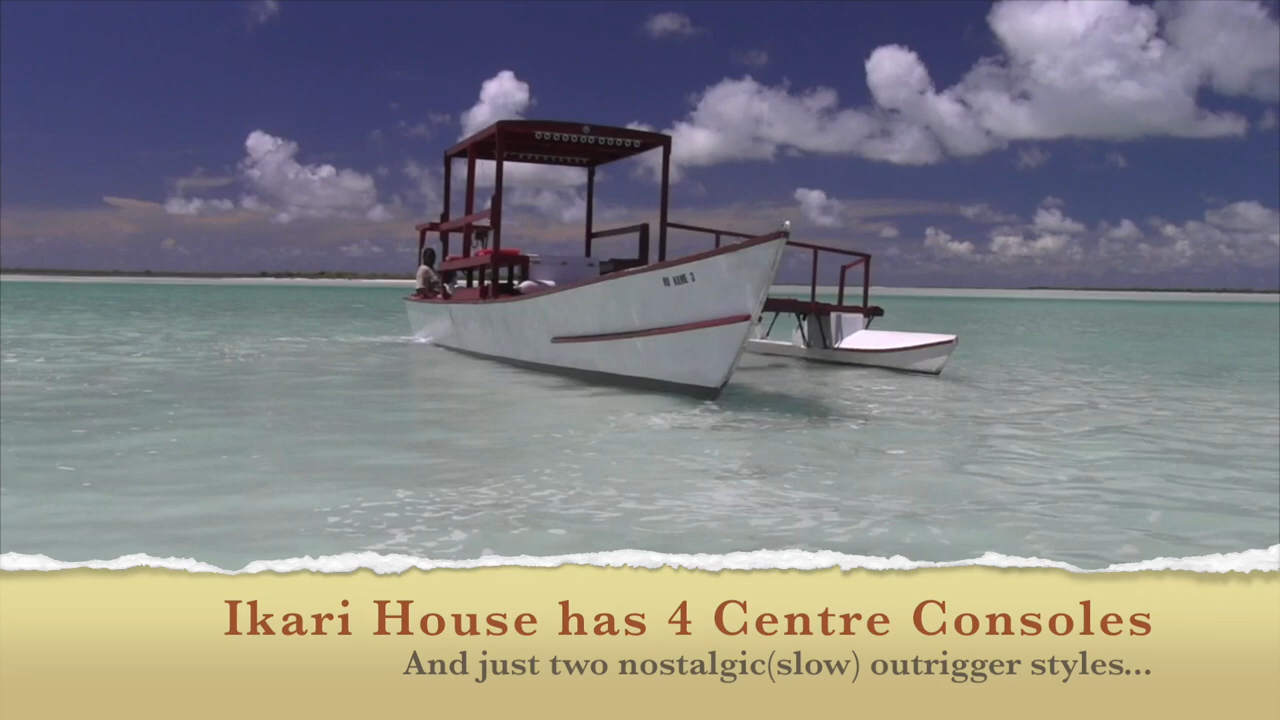 Ikari House has 4 Centre Consoles
And just two nostalgic(slow) outrigger styles...